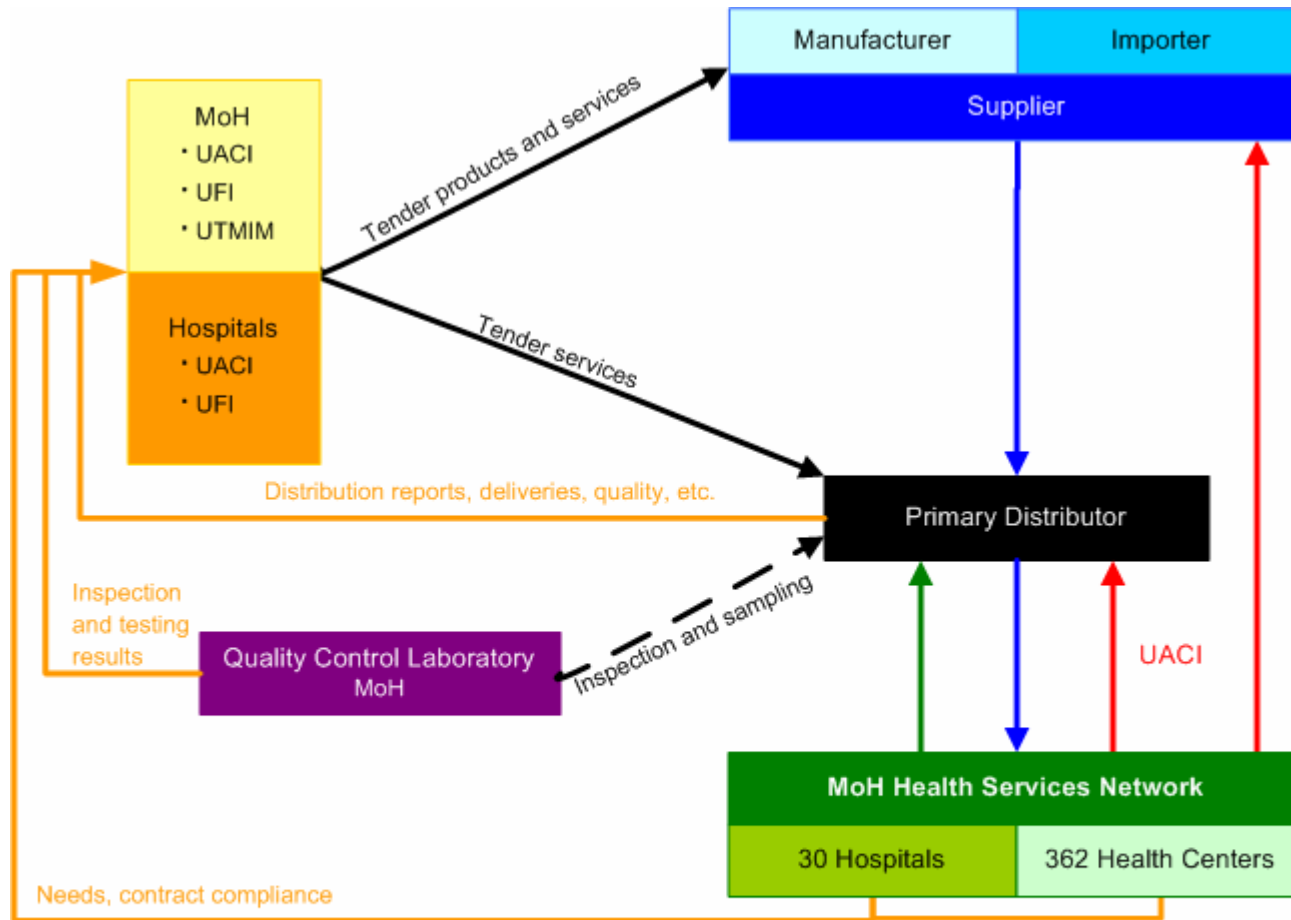 Manufacturer
Importer
Supplier
MoH
· UACI
· UFI
· UTMIM
Tender products and services
Hospitals
· UACI
· UFI
Tender services
Distribution reports, deliveries, quality, etc.
Primary Distributor
Inspection
and testing
results
Quality Control Laboratory
MoH
Inspection and sampling
UACI
MoH Health Services Network
30 Hospitals
362 Health Centers
Needs, contract compliance